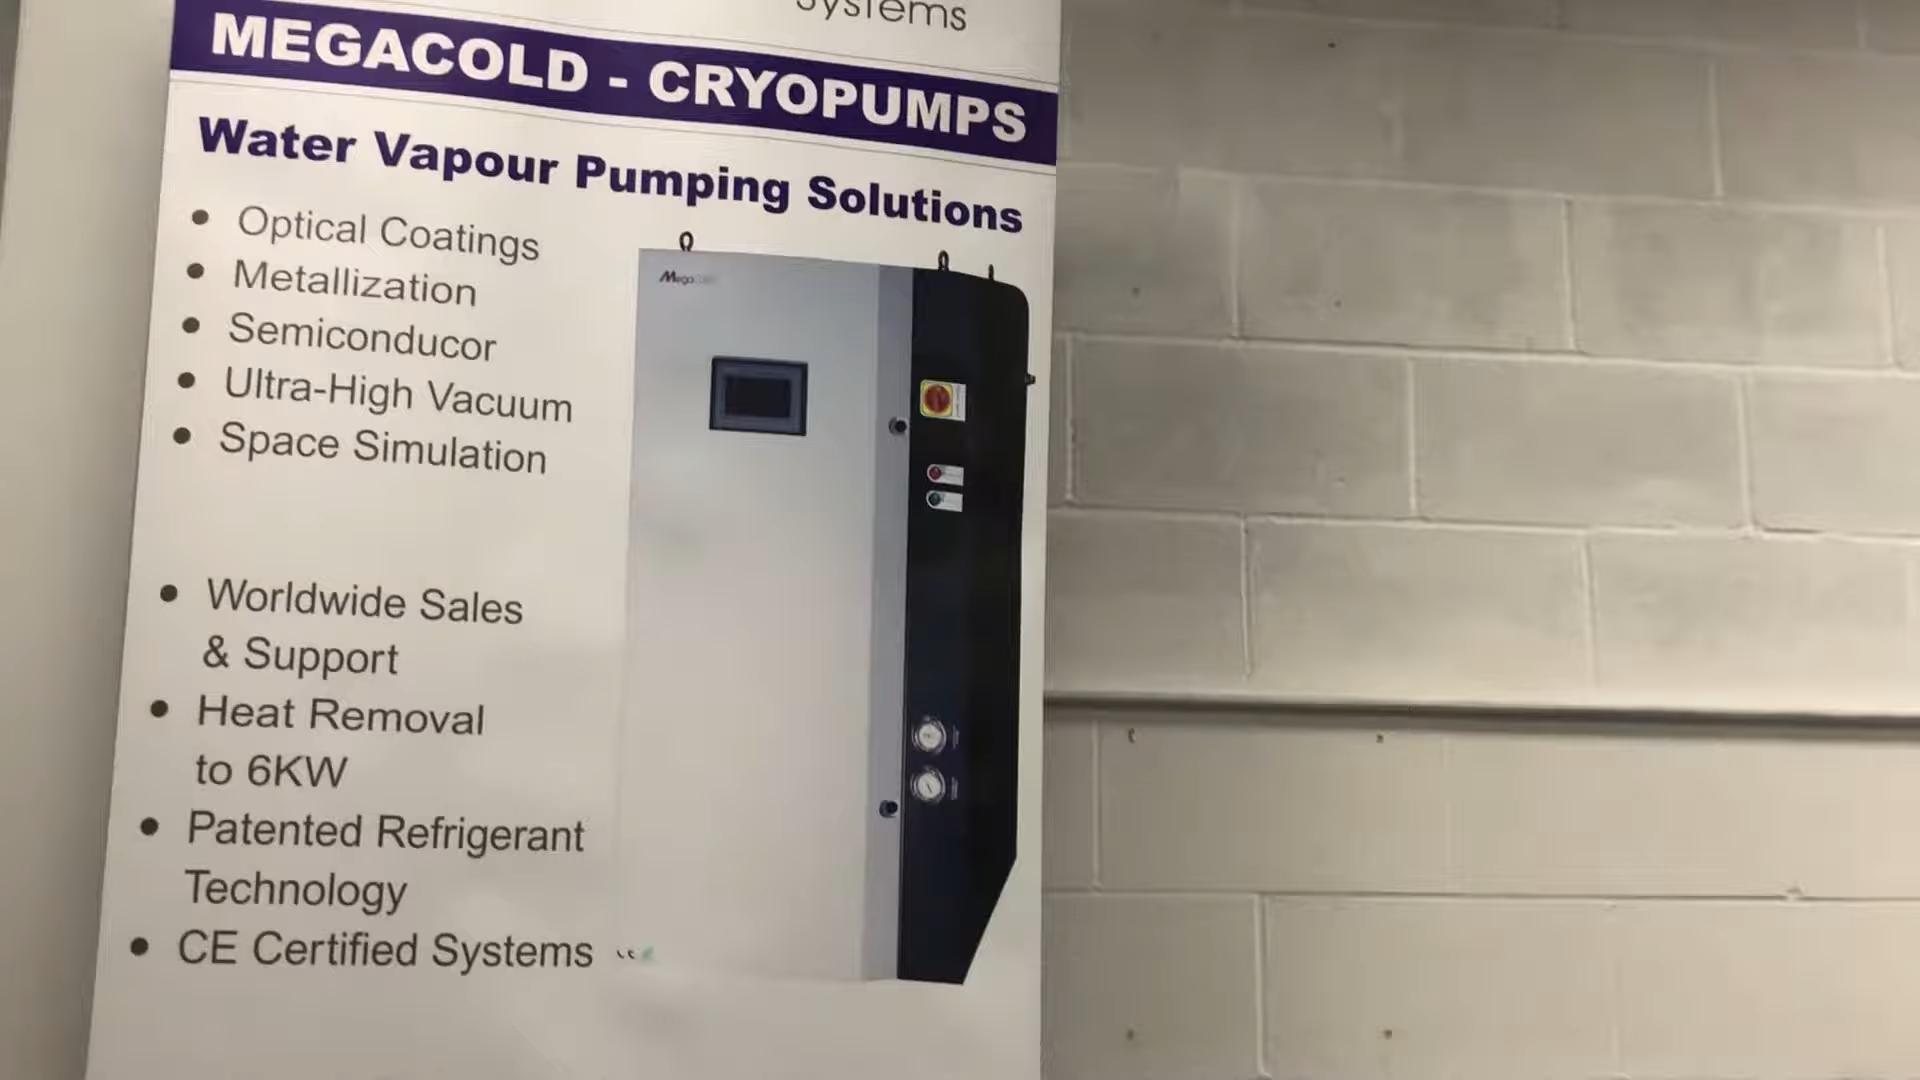 Systems
MEGACOLD - CRYOPUMPS
Water Vapour Pumping Solutions
• Optical Coatings
• Metallization
• Semiconducor
• Ultra-High Vacuum
• Space Simulation
• Worldwide Sales
& Support
• Heat Removal
to 6KW
• Patented Refrigerant
Technology
• CE Certified Systems
Mega